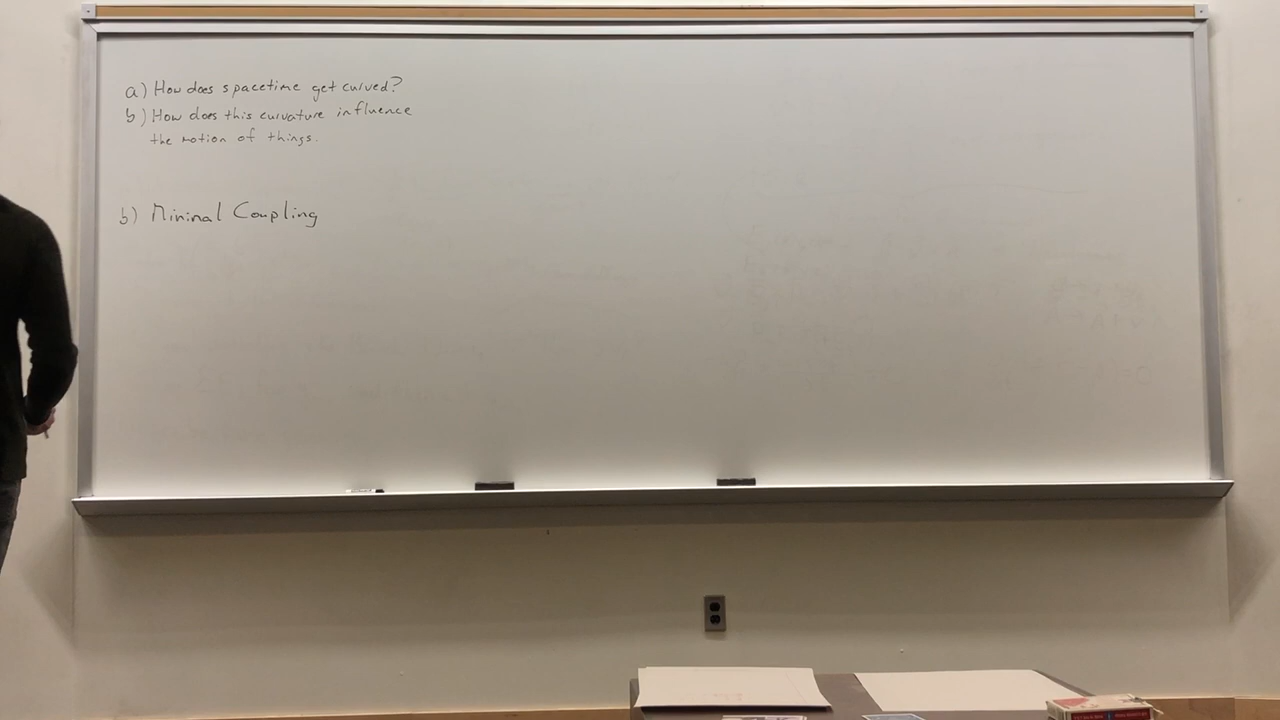 a) How does spacetime get curved?
b) How does this curvature influence
the motion of things.
b) Minimal Coupling